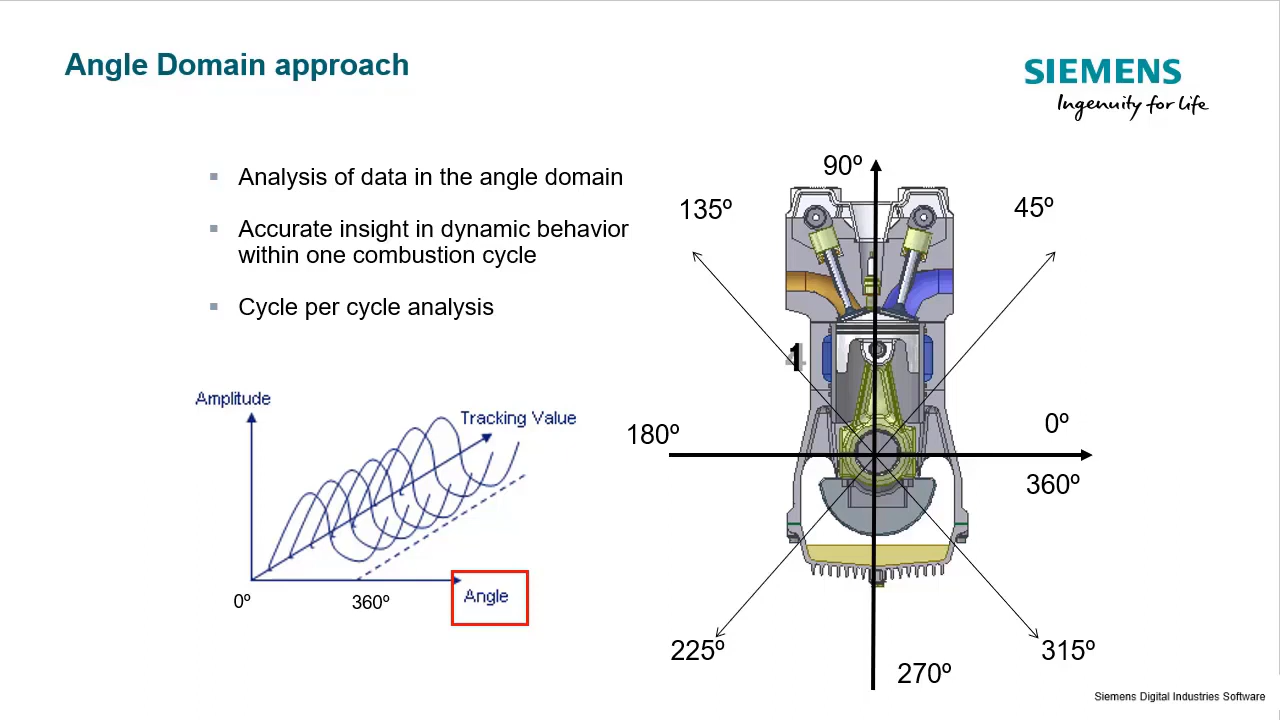 Angle Domain approach
SIEMENS
Ingenuity for life
▪ Analysis of data in the angle domain
▪ Accurate insight in dynamic behavior
within one combustion cycle
▪ Cycle per cycle analysis
Amplitude
Tracking Value
0º
360º
Angle
90º
135º
45º
180º
0º
360º
225º
315º
270º
Siemens Digital Industries Software